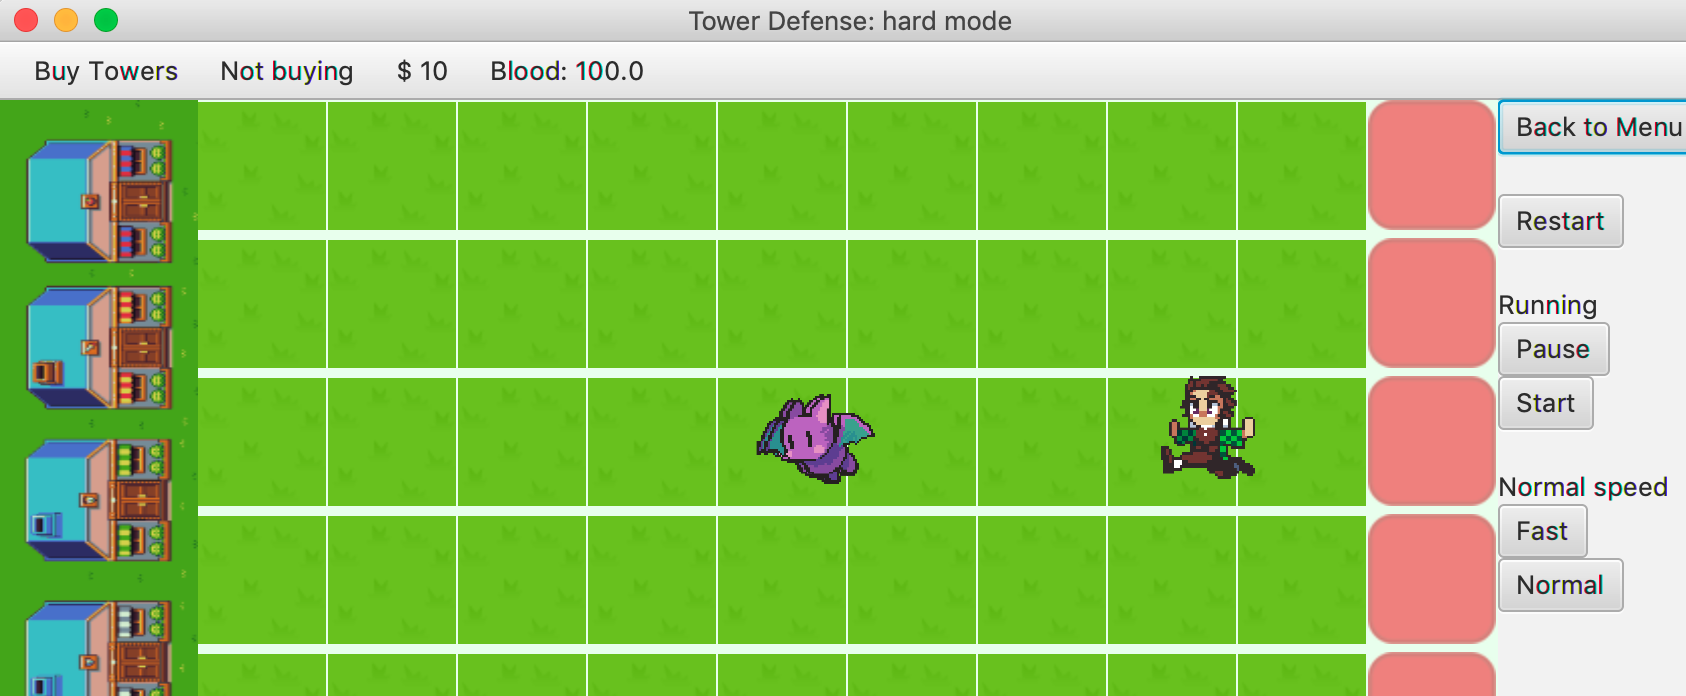 Tower Defense: hard mode
Buy Towers Not buying $ 10 Blood: 100.0
Back to Menu
Restart
Running
Pause
Start
Normal speed
Fast
Normal